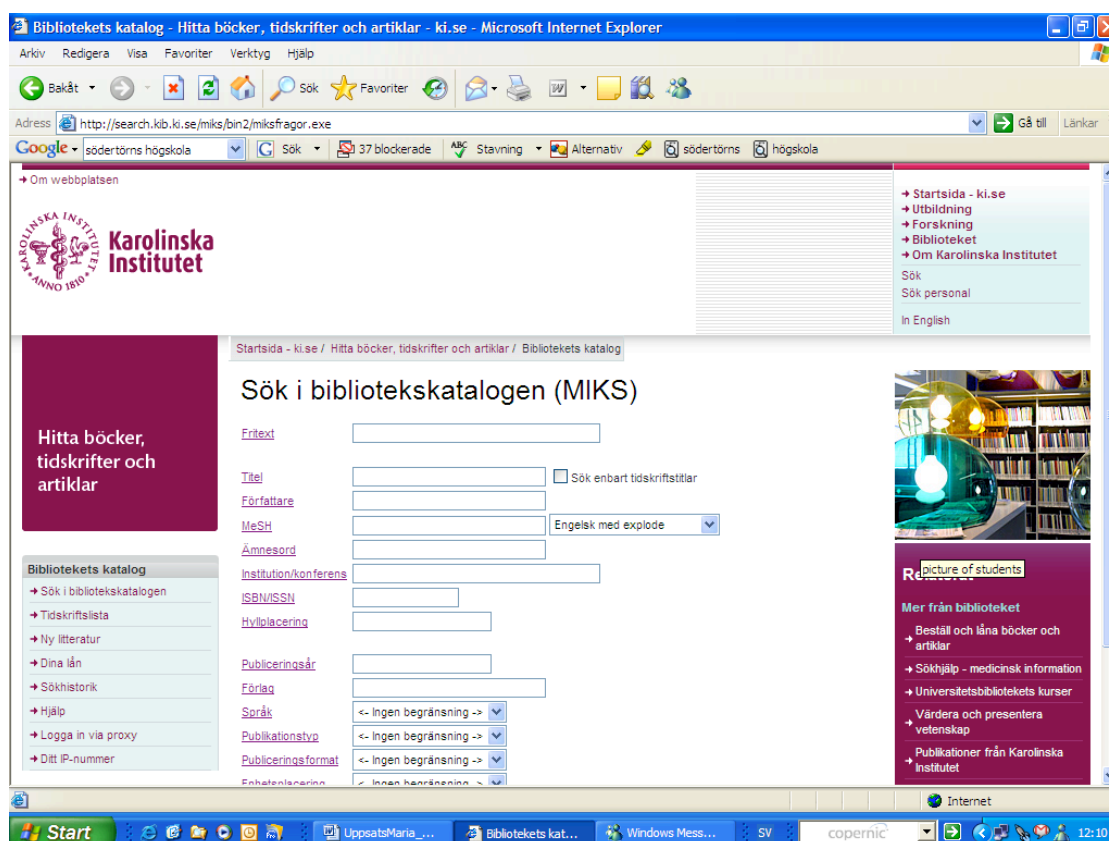 Bibliotekets katalog - Hitta böcker, tidskrifter och artiklar - ki.se - Microsoft Internet Explorer
Arkiv Redigera Visa Favoriter Verktyg Hjälp
Bakåt Sök Favoriter
Adress http://search.kib.ki.se/miks/bin2/miksfragor.exe Gå till Länkar
Google södertörns högskola G Sök 37 blockerade ABC Stavning Alternativ södertörns högskola
Om webbplatsen
KAROLINSKA INSTITUTET ANNO 1810
Karolinska
Institutet
Startsida - ki.se
Utbildning
Forskning
Biblioteket
Om Karolinska Institutet
Sök
Sök personal
In English
Startsida - ki.se / Hitta böcker, tidskrifter och artiklar / Bibliotekets katalog
Hitta böcker,
tidskrifter och
artiklar
Bibliotekets katalog
Sök i bibliotekskatalogen
Tidskriftslista
Ny litteratur
Dina lån
Sökhistorik
Hjälp
Logga in via proxy
Ditt IP-nummer
Sök i bibliotekskatalogen (MIKS)
Fritext
Titel Sök enbart tidskriftstitlar
Författare
MeSH Engelsk med explode
Ämnesord
Institution/konferens
ISBN/ISSN
Hyllplacering
Publiceringsår
Förlag
Språk <- Ingen begränsning ->
Publikationstyp <- Ingen begränsning ->
Publiceringsformat <- Ingen begränsning ->
Enhetsplacering <- Ingen begränsning ->
picture of students
Mer från biblioteket
Beställ och låna böcker och
artiklar
Sökhjälp - medicinsk information
Universitetsbibliotekets kurser
Värdera och presentera
vetenskap
Publikationer från Karolinska
Institutet
Internet
Start UppsatsMaria_... Bibliotekets kat... Windows Mess... SV copernic 12:10